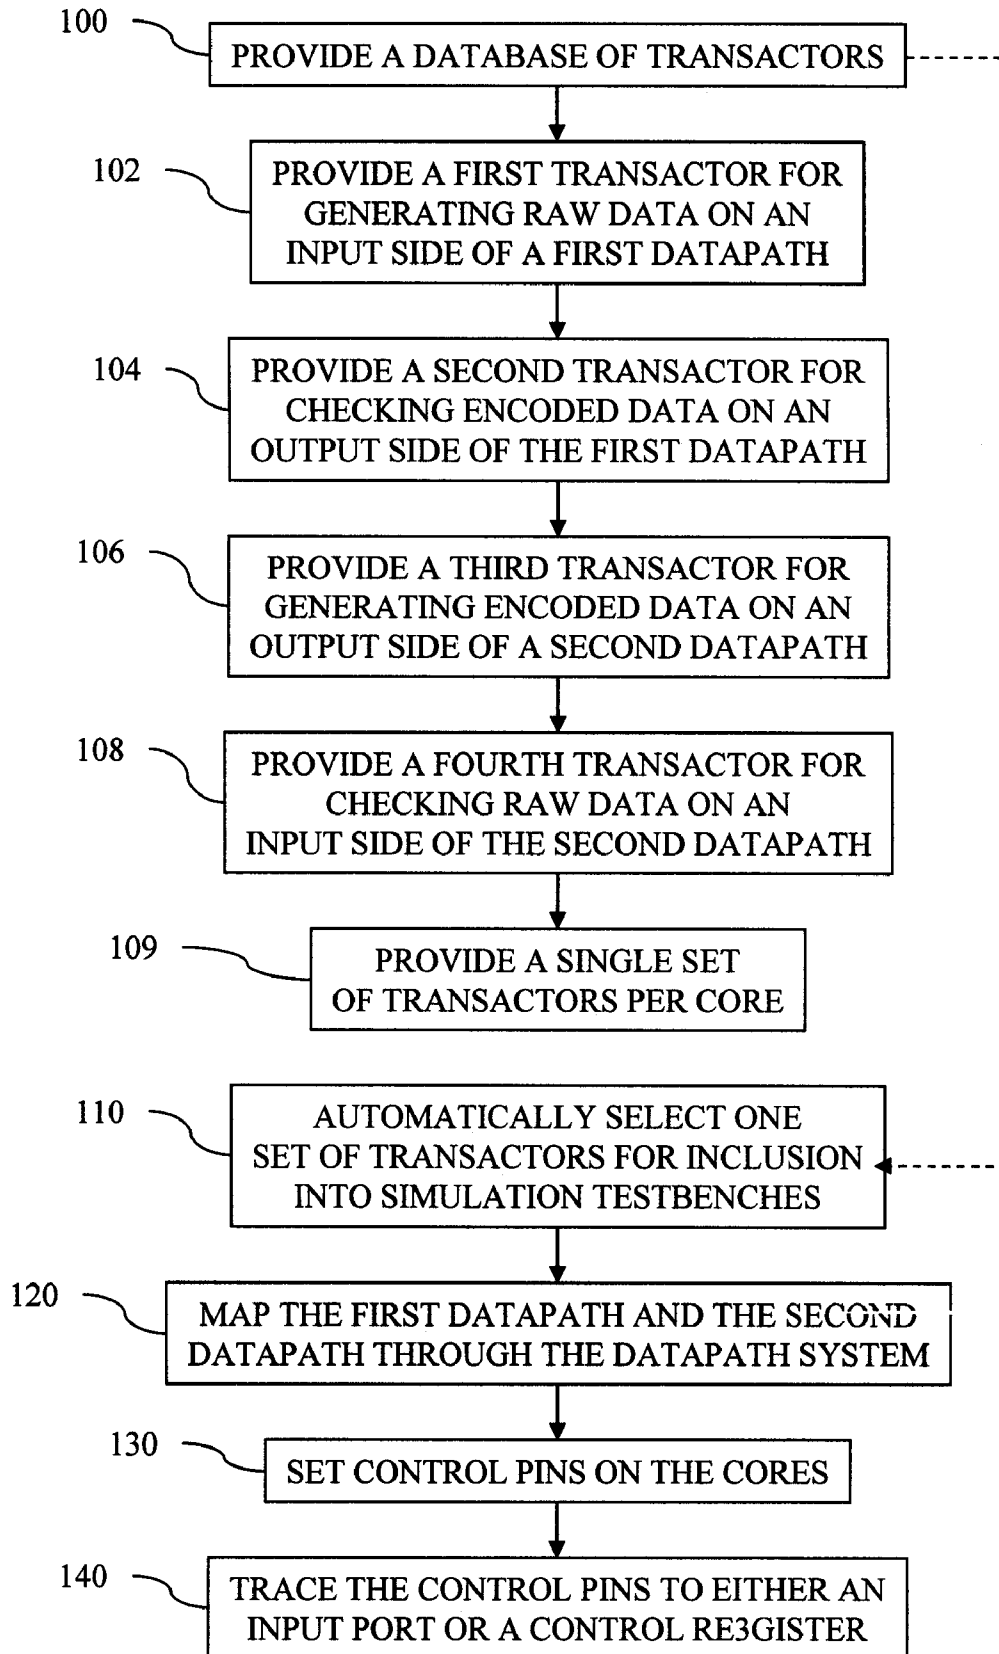 100
PROVIDE A DATABASE OF TRANSACTORS
102
PROVIDE A FIRST TRANSACTOR FOR
GENERATING RAW DATA ON AN
INPUT SIDE OF A FIRST DATAPATH
104
PROVIDE A SECOND TRANSACTOR FOR
CHECKING ENCODED DATA ON AN
OUTPUT SIDE OF THE FIRST DATAPATH
106
PROVIDE A THIRD TRANSACTOR FOR
GENERATING ENCODED DATA ON AN
OUTPUT SIDE OF A SECOND DATAPATH
108
PROVIDE A FOURTH TRANSACTOR FOR
CHECKING RAW DATA ON AN
INPUT SIDE OF THE SECOND DATAPATH
109
PROVIDE A SINGLE SET
OF TRANSACTORS PER CORE
110
AUTOMATICALLY SELECT ONE
SET OF TRANSACTORS FOR INCLUSION
INTO SIMULATION TESTBENCHES
120
MAP THE FIRST DATAPATH AND THE SECOND
DATAPATH THROUGH THE DATAPATH SYSTEM
130
SET CONTROL PINS ON THE CORES
140
TRACE THE CONTROL PINS TO EITHER AN
INPUT PORT OR A CONTROL RE3GISTER